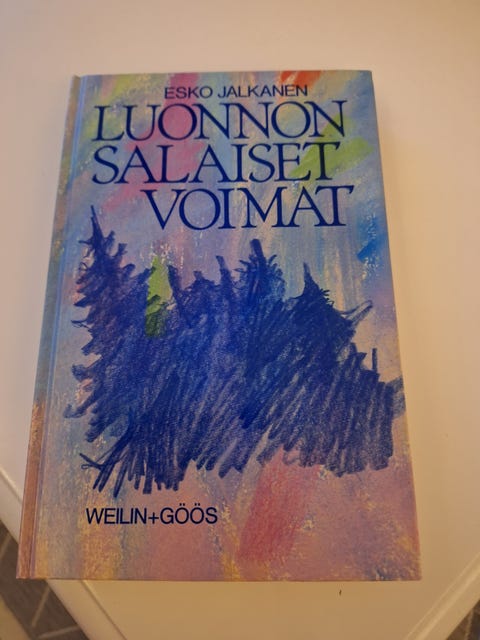 ESKO JALKANEN
LUONNON
SALAISET
VOIMAT
WEILIN+GÖÖS